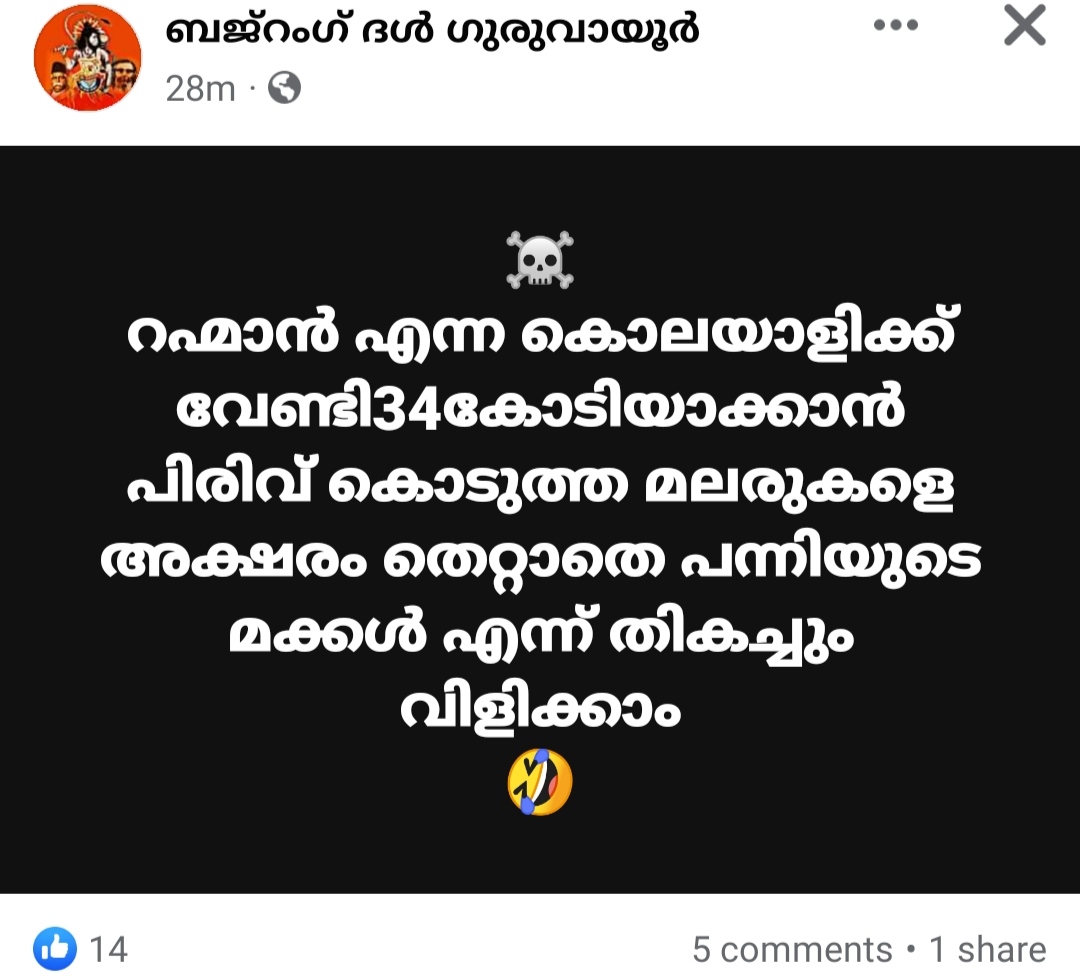 ബജ്റംഗ് ദൾ ഗുരുവായൂർ
28m ·
☠
റഹ്മാൻ എന്ന കൊലയാളിക്ക്
വേണ്ടി34കോടിയാക്കാൻ
പിരിവ് കൊടുത്ത മലരുകളെ
അക്ഷരം തെറ്റാതെ പന്നിയുടെ
മക്കൾ എന്ന് തികച്ചും
വിളിക്കാം
🤣
14
5 comments • 1 share